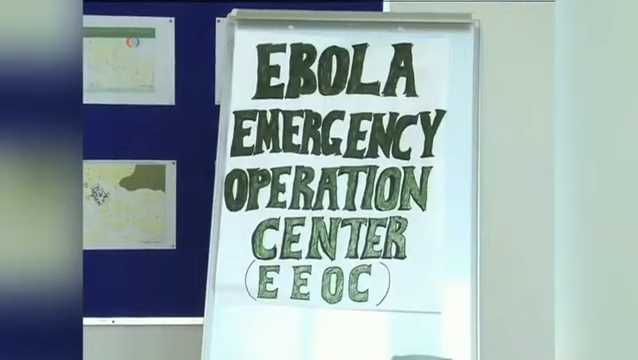 EBOLA
EMERGENCY
OPERATION
CENTER
(EEOC)